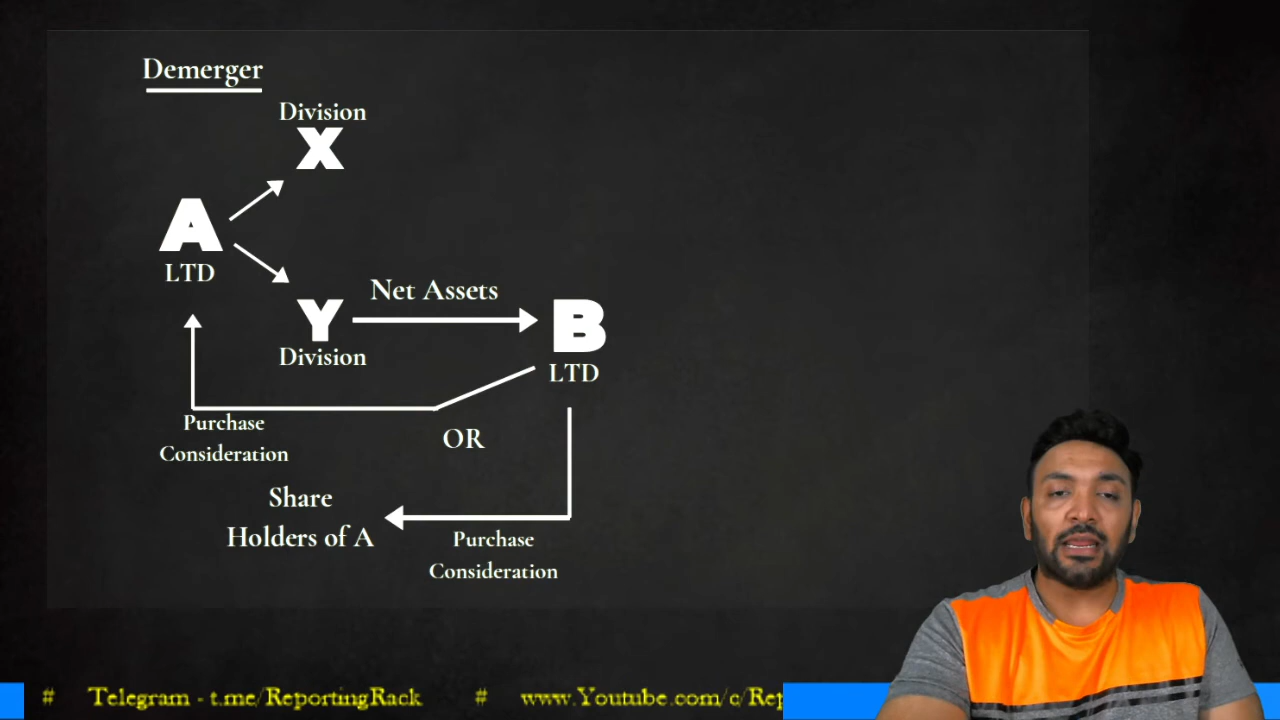 Demerger
Division
X
A
LTD
Net Assets
Y
Division
B
LTD
Purchase
Consideration
OR
Share
Holders of A
Purchase
Consideration
# Telegram - t.me/ReportingRack # www.Youtube.com/c/Rep